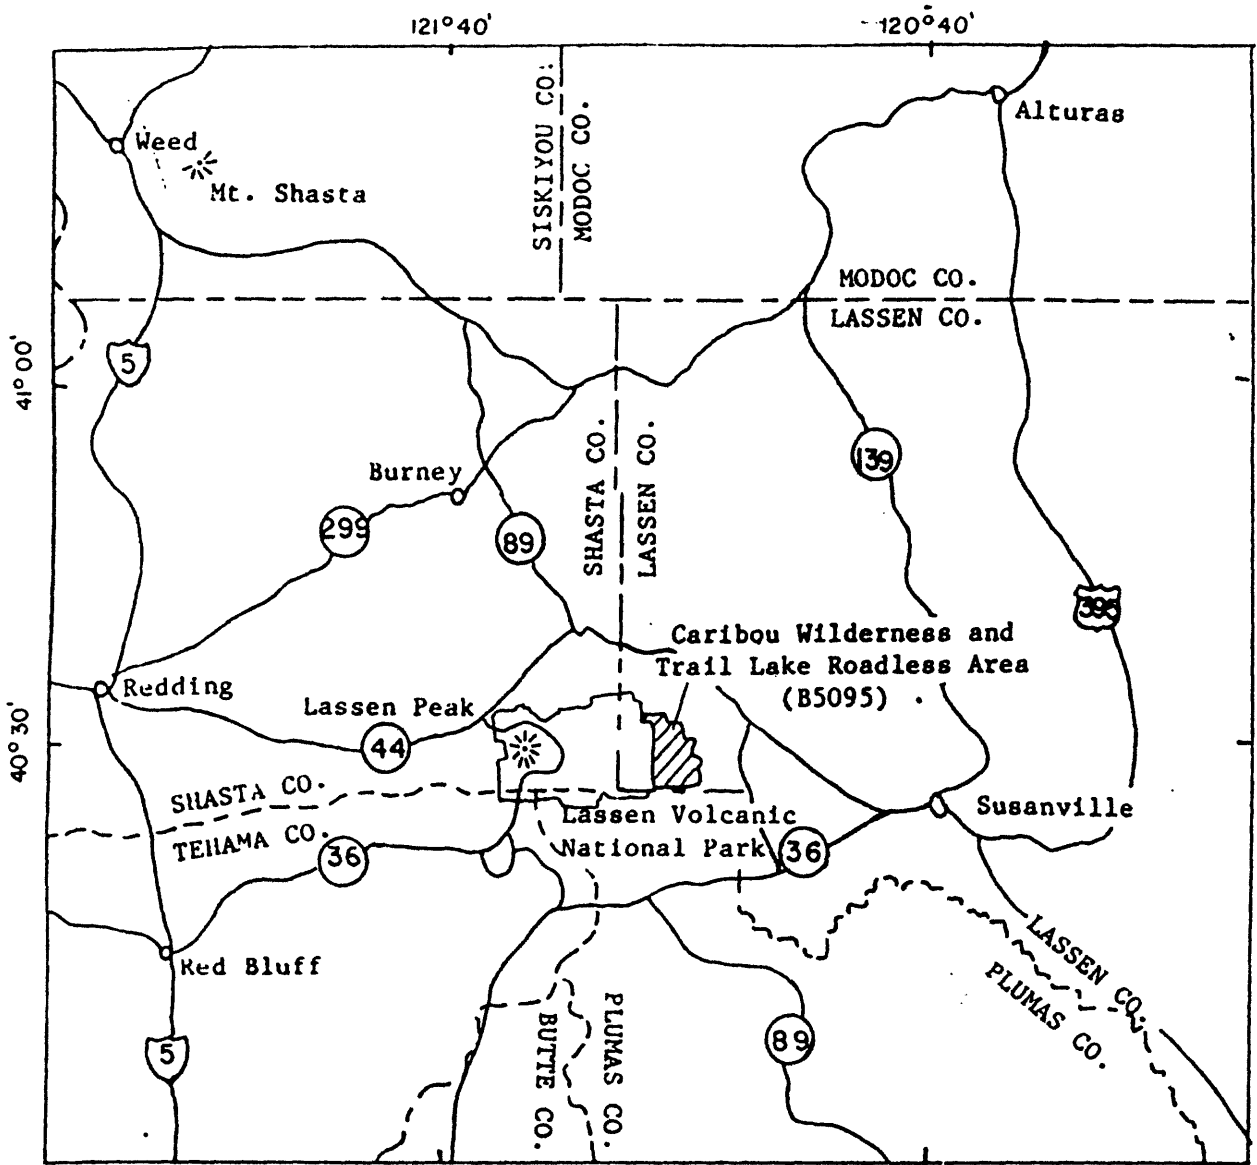 121°40'
120°40'
Weed
Mt. Shasta
SISKIYOU CO.
MODOC CO.
Alturas
MODOC CO.
LASSEN CO.
41°00'
5
139
Burney
SHASTA CO.
LASSEN CO.
299
89
395
Caribou Wilderness and
Trail Lake Roadless Area
(B5095)
Redding
Lassen Peak
40°30'
44
SHASTA CO.
TEHAMA CO.
Lassen Volcanic
National Park
Susanville
36
36
Red Bluff
LASSEN CO.
PLUMAS CO.
PLUMAS CO.
BUTTE CO.
89
5